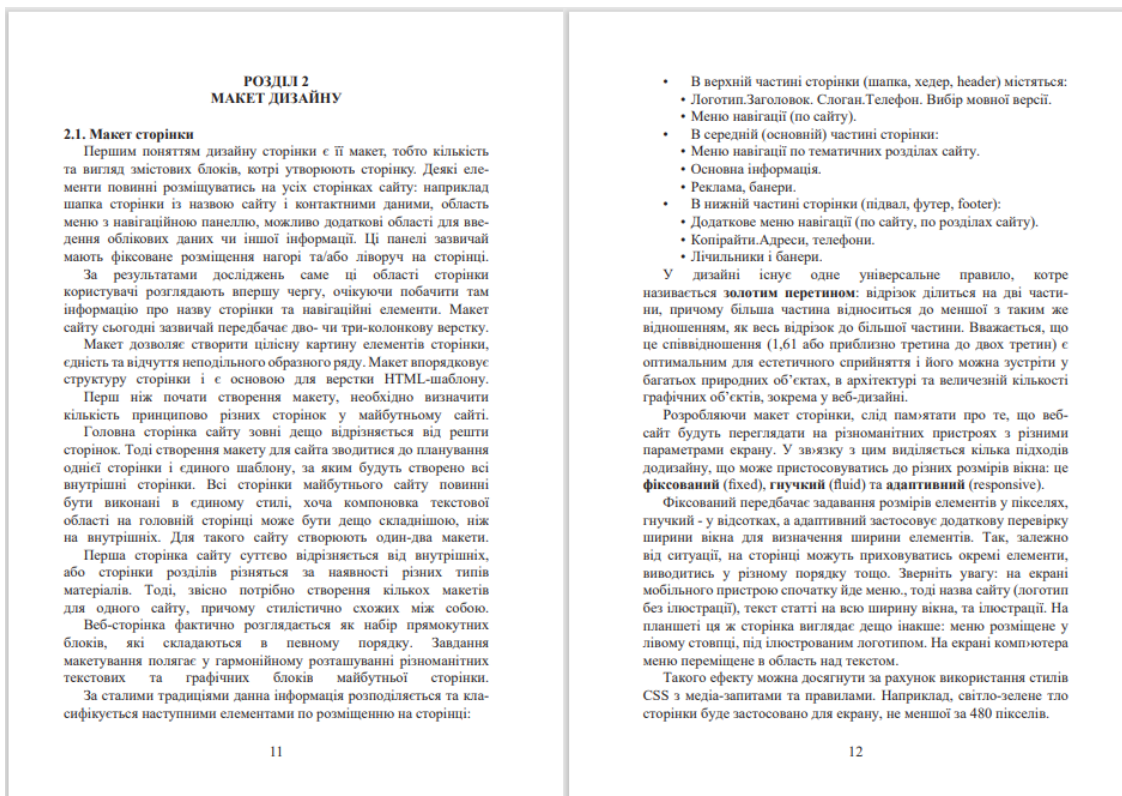 РОЗДІЛ 2
МАКЕТ ДИЗАЙНУ
2.1. Макет сторінки
Першим поняттям дизайну сторінки є її макет, тобто кількість
та вигляд змістових блоків, котрі утворюють сторінку. Деякі еле-
менти повинні розміщуватись на усіх сторінках сайту: наприклад
шапка сторінки із назвою сайту і контактними даними, область
меню з навігаційною панеллю, можливо додаткові області для вве-
дення облікових даних чи іншої інформації. Ці панелі зазвичай
мають фіксоване розміщення нагорі та/або ліворуч на сторінці.
За результатами досліджень саме ці області сторінки
користувачі розглядають впершу чергу, очікуючи побачити там
інформацію про назву сторінки та навігаційні елементи. Макет
сайту сьогодні зазвичай передбачає дво- чи три-колонкову верстку.
Макет дозволяє створити цілісну картину елементів сторінки,
єдність та відчуття неподільного образного ряду. Макет впорядковує
структуру сторінки і є основою для верстки HTML-шаблону.
Перш ніж почати створення макету, необхідно визначити
кількість принципово різних сторінок у майбутньому сайті.
Головна сторінка сайту зовні дещо відрізняється від решти
сторінок. Тоді створення макету для сайта зводитися до планування
однієї сторінки і єдиного шаблону, за яким будуть створено всі
внутрішні сторінки. Всі сторінки майбутнього сайту повинні
бути виконані в єдиному стилі, хоча компоновка текстової
області на головній сторінці може бути дещо складнішою, ніж
на внутрішніх. Для такого сайту створюють один-два макети.
Перша сторінка сайту суттєво відрізняється від внутрішніх,
або сторінки розділів різняться за наявності різних типів
матеріалів. Тоді, звісно потрібно створення кількох макетів
для одного сайту, причому стилістично схожих між собою.
Веб-сторінка фактично розглядається як набір прямокутних
блоків, які складаються в певному порядку. Завдання
макетування полягає у гармонійному розташуванні різноманітних
текстових та графічних блоків майбутньої сторінки.
За сталими традиціями данна інформація розподіляється та кла-
сифікується наступними елементами по розміщенню на сторінці:
11
• В верхній частині сторінки (шапка, хедер, header) містяться:
• Логотип.Заголовок. Слоган.Телефон. Вибір мовної версії.
• Меню навігації (по сайту).
• В середній (основній) частині сторінки:
• Меню навігації по тематичних розділах сайту.
• Основна інформація.
• Реклама, банери.
• В нижній частині сторінки (підвал, футер, footer):
• Додаткове меню навігації (по сайту, по розділах сайту).
• Копірайти.Адреси, телефони.
• Лічильники і банери.
У дизайні існує одне універсальне правило, котре
називається золотим перетином: відрізок ділиться на дві части-
ни, причому більша частина відноситься до меншої з таким же
відношенням, як весь відрізок до більшої частини. Вважається, що
це співвідношення (1,61 або приблизно третина до двох третин) є
оптимальним для естетичного сприйняття і його можна зустріти у
багатьох природних об’єктах, в архітектурі та величезній кількості
графічних об’єктів, зокрема у веб-дизайні.
Розробляючи макет сторінки, слід пам›ятати про те, що веб-
сайт будуть переглядати на різноманітних пристроях з різними
параметрами екрану. У зв›язку з цим виділяється кілька підходів
додизайну, що може пристосовуватись до різних розмірів вікна: це
фіксований (fixed), гнучкий (fluid) та адаптивний (responsive).
Фіксований передбачає задавання розмірів елементів у пікселях,
гнучкий - у відсотках, а адаптивний застосовує додаткову перевірку
ширини вікна для визначення ширини елементів. Так, залежно
від ситуації, на сторінці можуть приховуватись окремі елементи,
виводитись у різному порядку тощо. Зверніть увагу: на екрані
мобільного пристрою спочатку йде меню., тоді назва сайту (логотип
без ілюстрації), текст статті на всю ширину вікна, та ілюстрації. На
планшеті ця ж сторінка виглядає дещо інакше: меню розміщене у
лівому стовпці, під ілюстрованим логотипом. На екрані комп›ютера
меню переміщене в область над текстом.
Такого ефекту можна досягнути за рахунок використання стилів
CSS з медіа-запитами та правилами. Наприклад, світло-зелене тло
сторінки буде застосовано для екрану, не меншої за 480 пікселів.
12